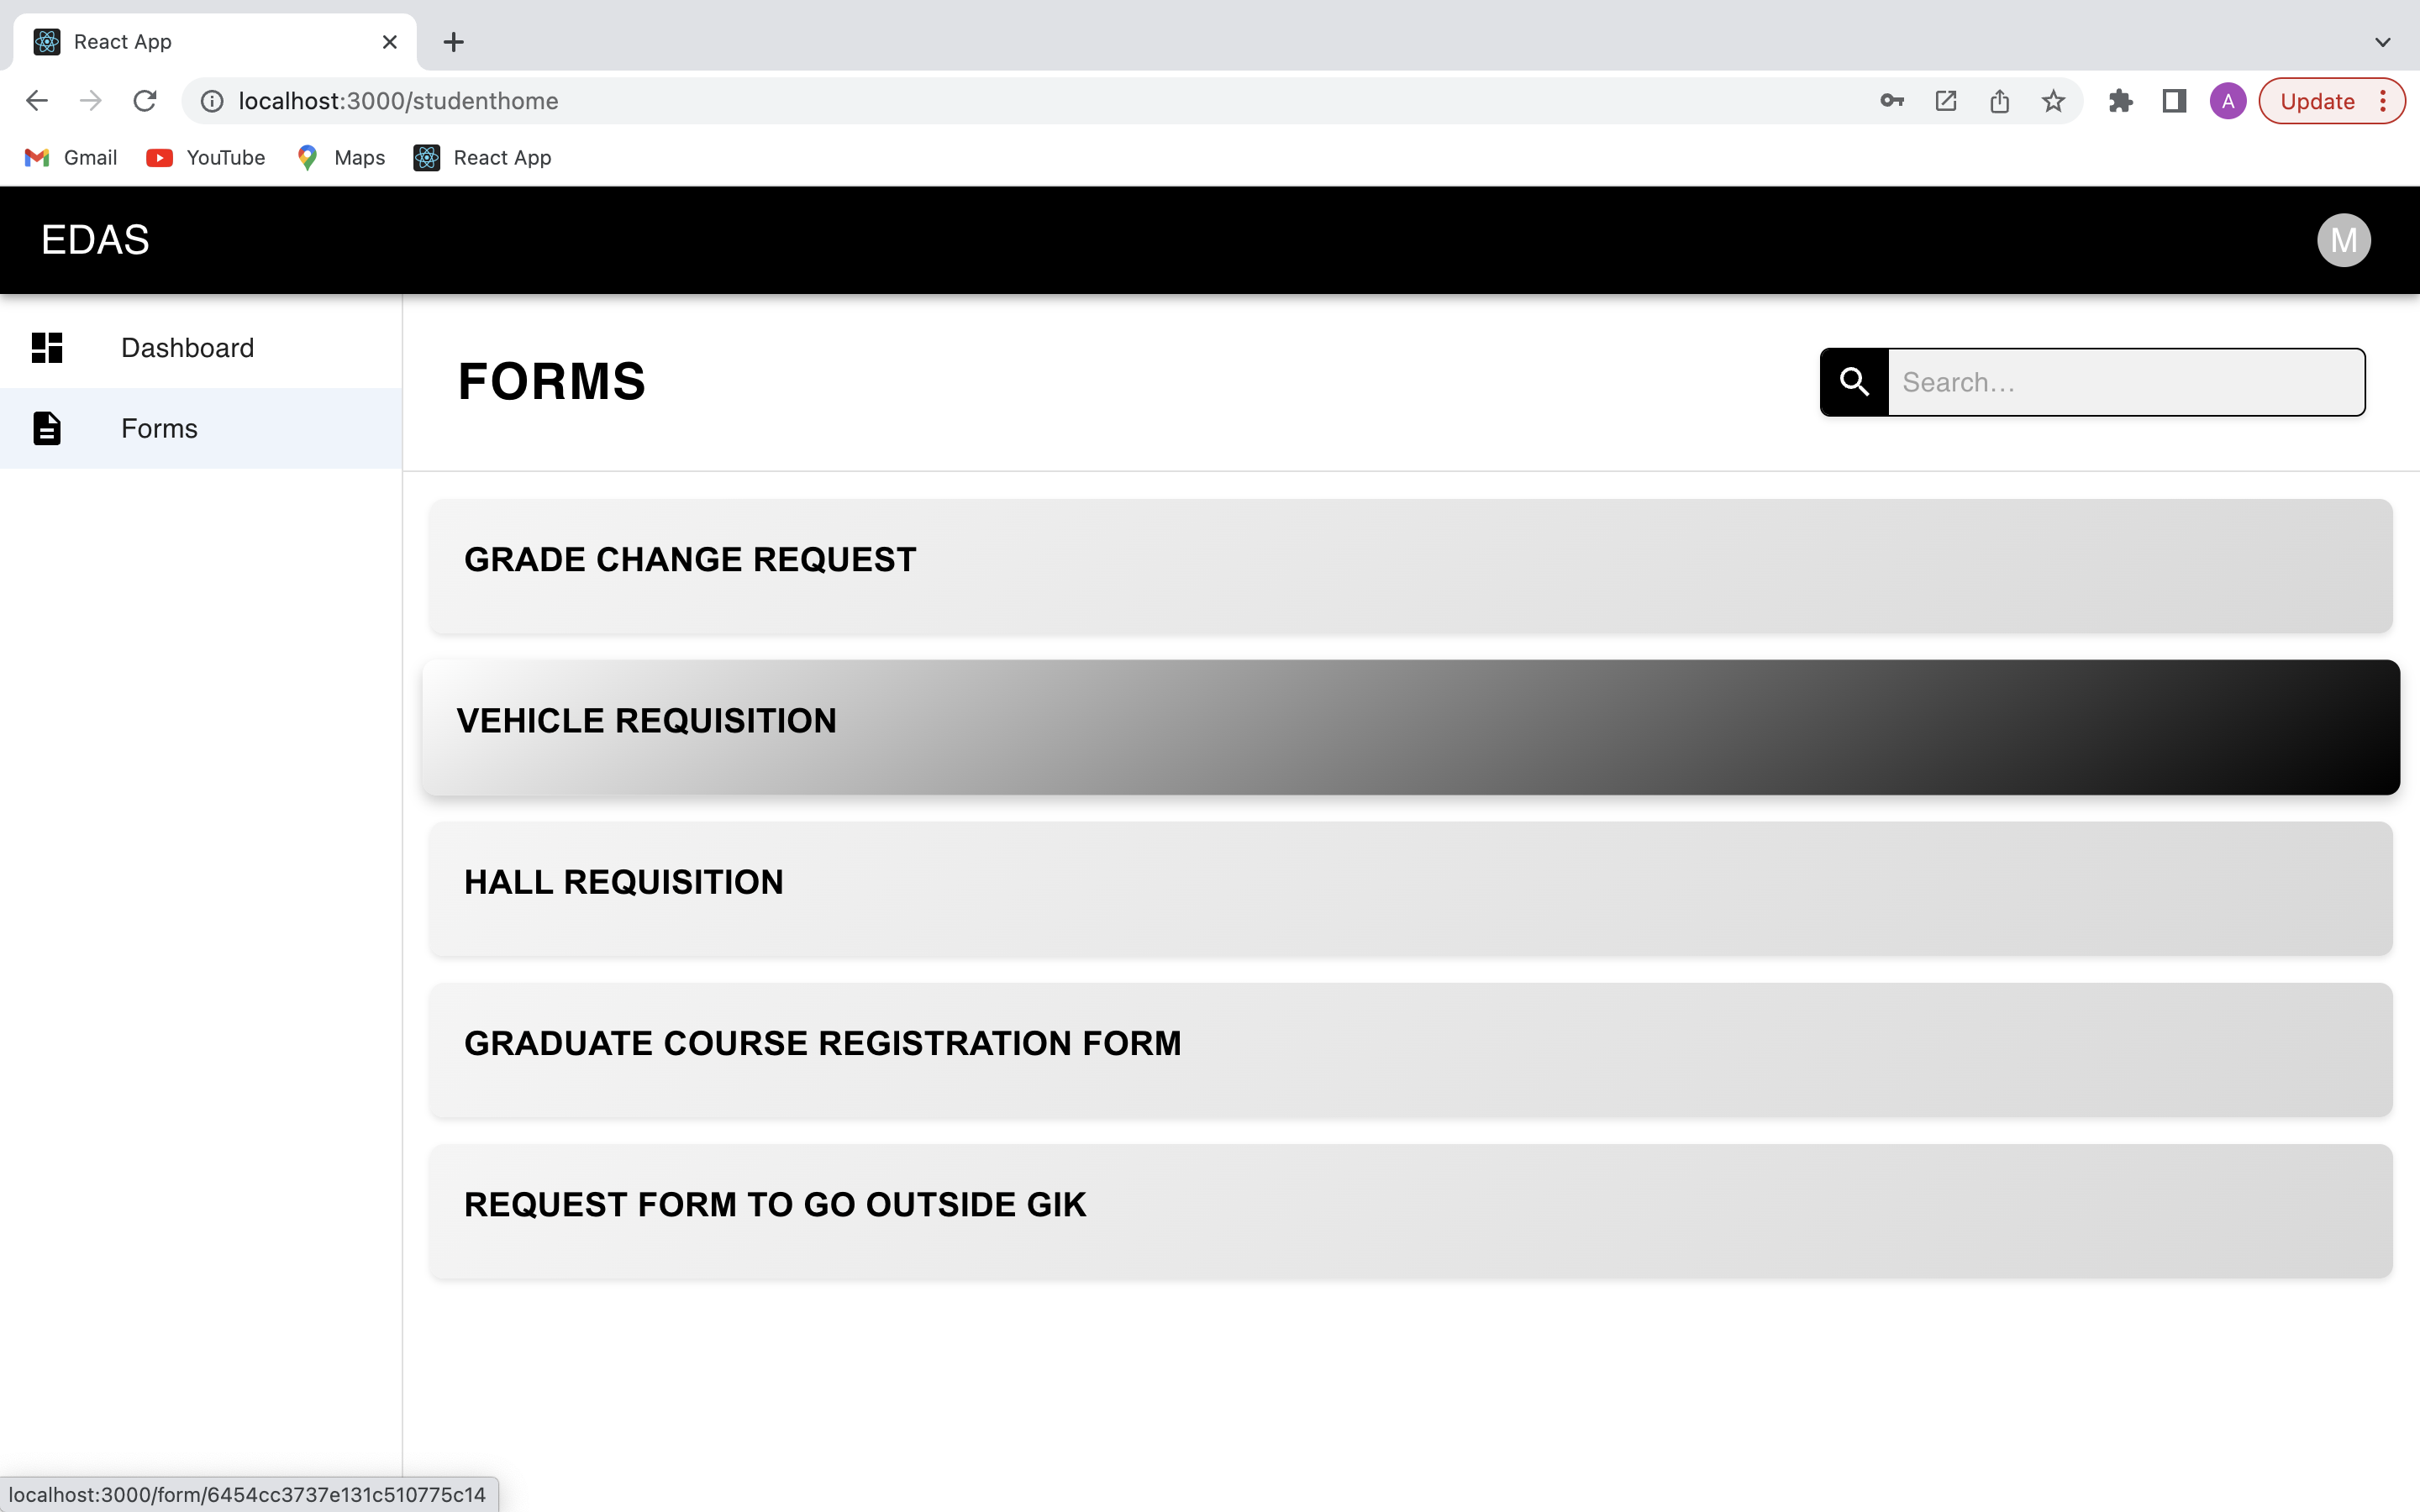 React App
localhost:3000/studenthome
A
Update
Gmail
YouTube
Maps
React App
EDAS
M
Dashboard
Forms
FORMS
Search…
GRADE CHANGE REQUEST
VEHICLE REQUISITION
HALL REQUISITION
GRADUATE COURSE REGISTRATION FORM
REQUEST FORM TO GO OUTSIDE GIK
localhost:3000/form/6454cc3737e131c510775c14